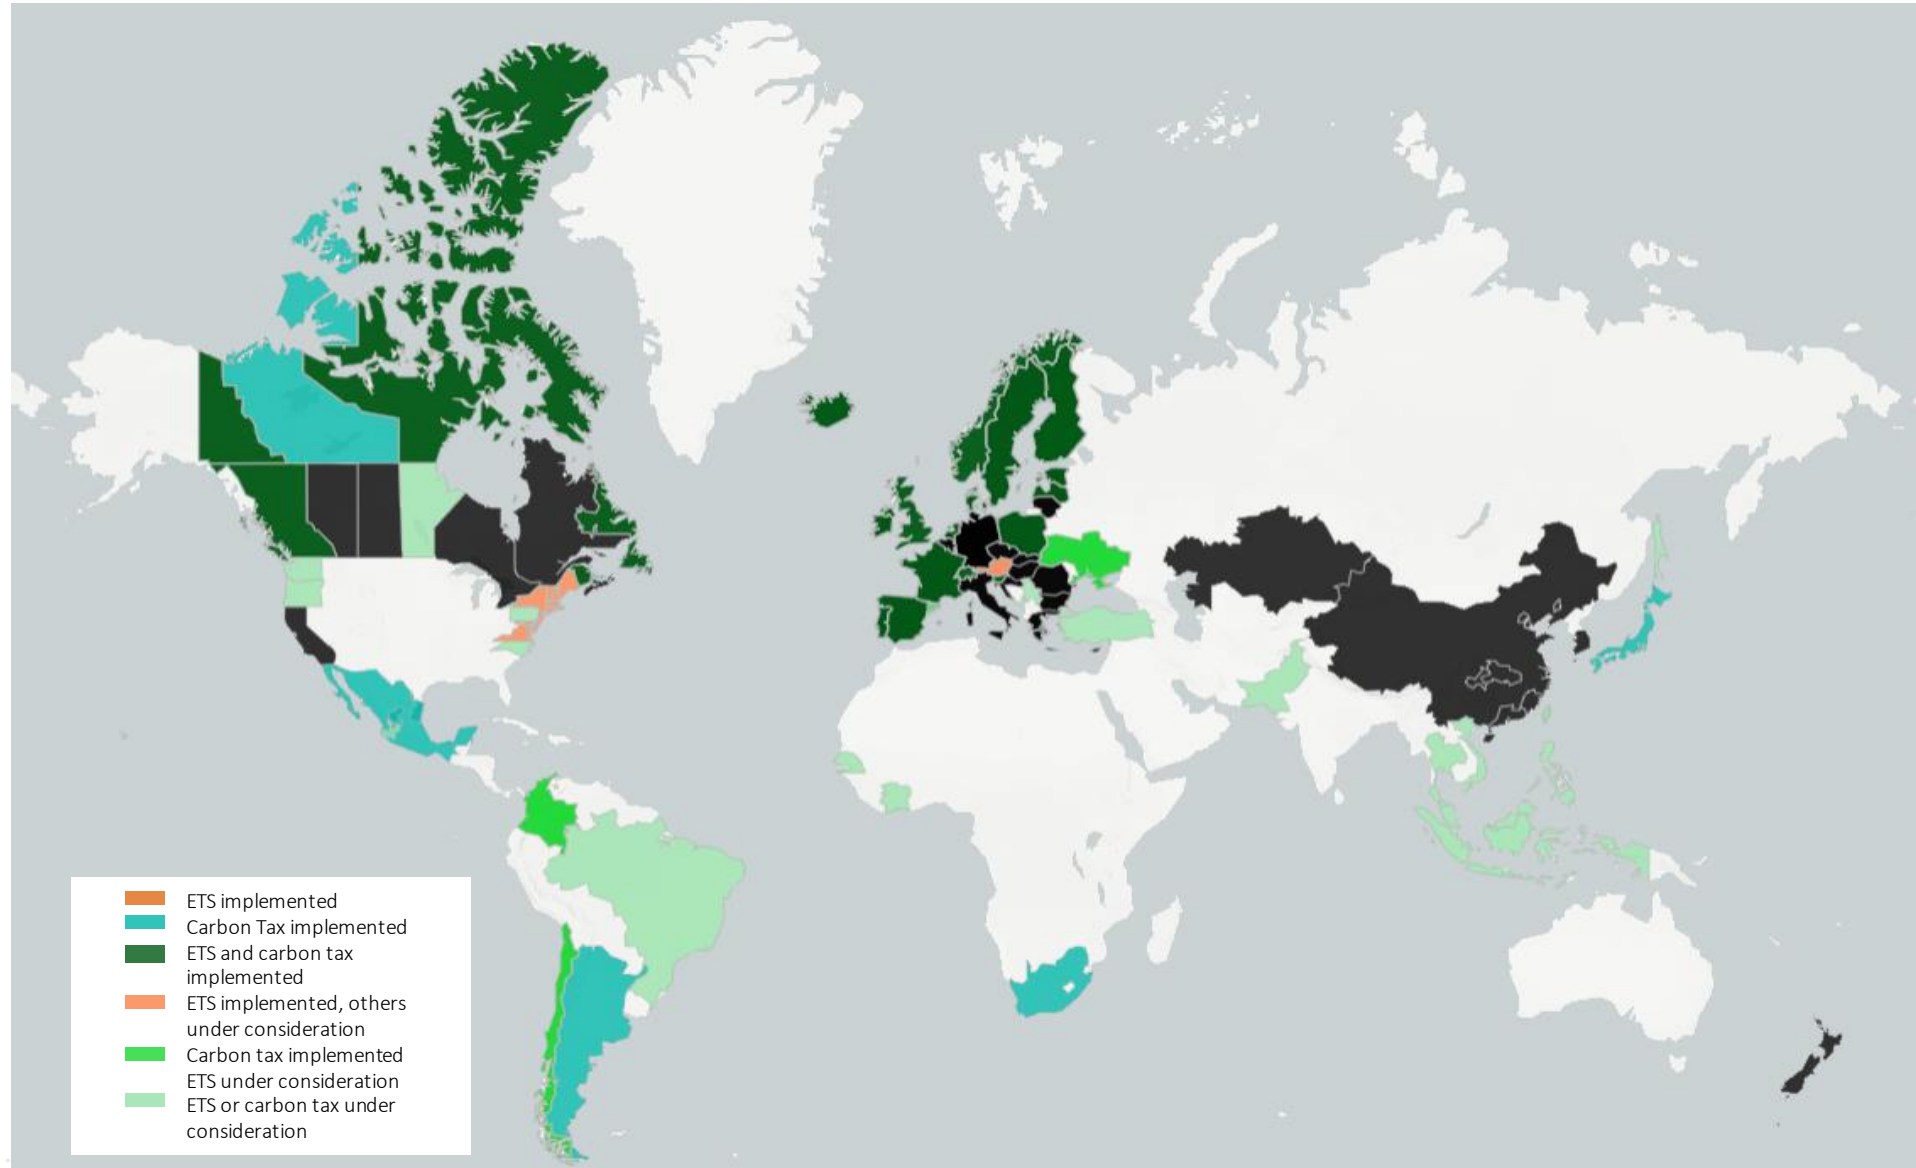 ETS implemented
Carbon Tax implemented
ETS and carbon tax
implemented
ETS implemented, others
under consideration
Carbon tax implemented
ETS under consideration
ETS or carbon tax under
consideration